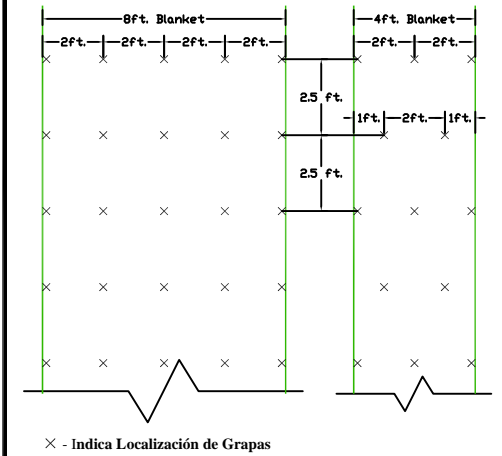 8ft. Blanket
4ft. Blanket
2ft. 2ft. 2ft. 2ft.
2ft. 2ft.
2.5 ft.
1ft. 2ft. 1ft.
2.5 ft.
× - Indica Localización de Grapas